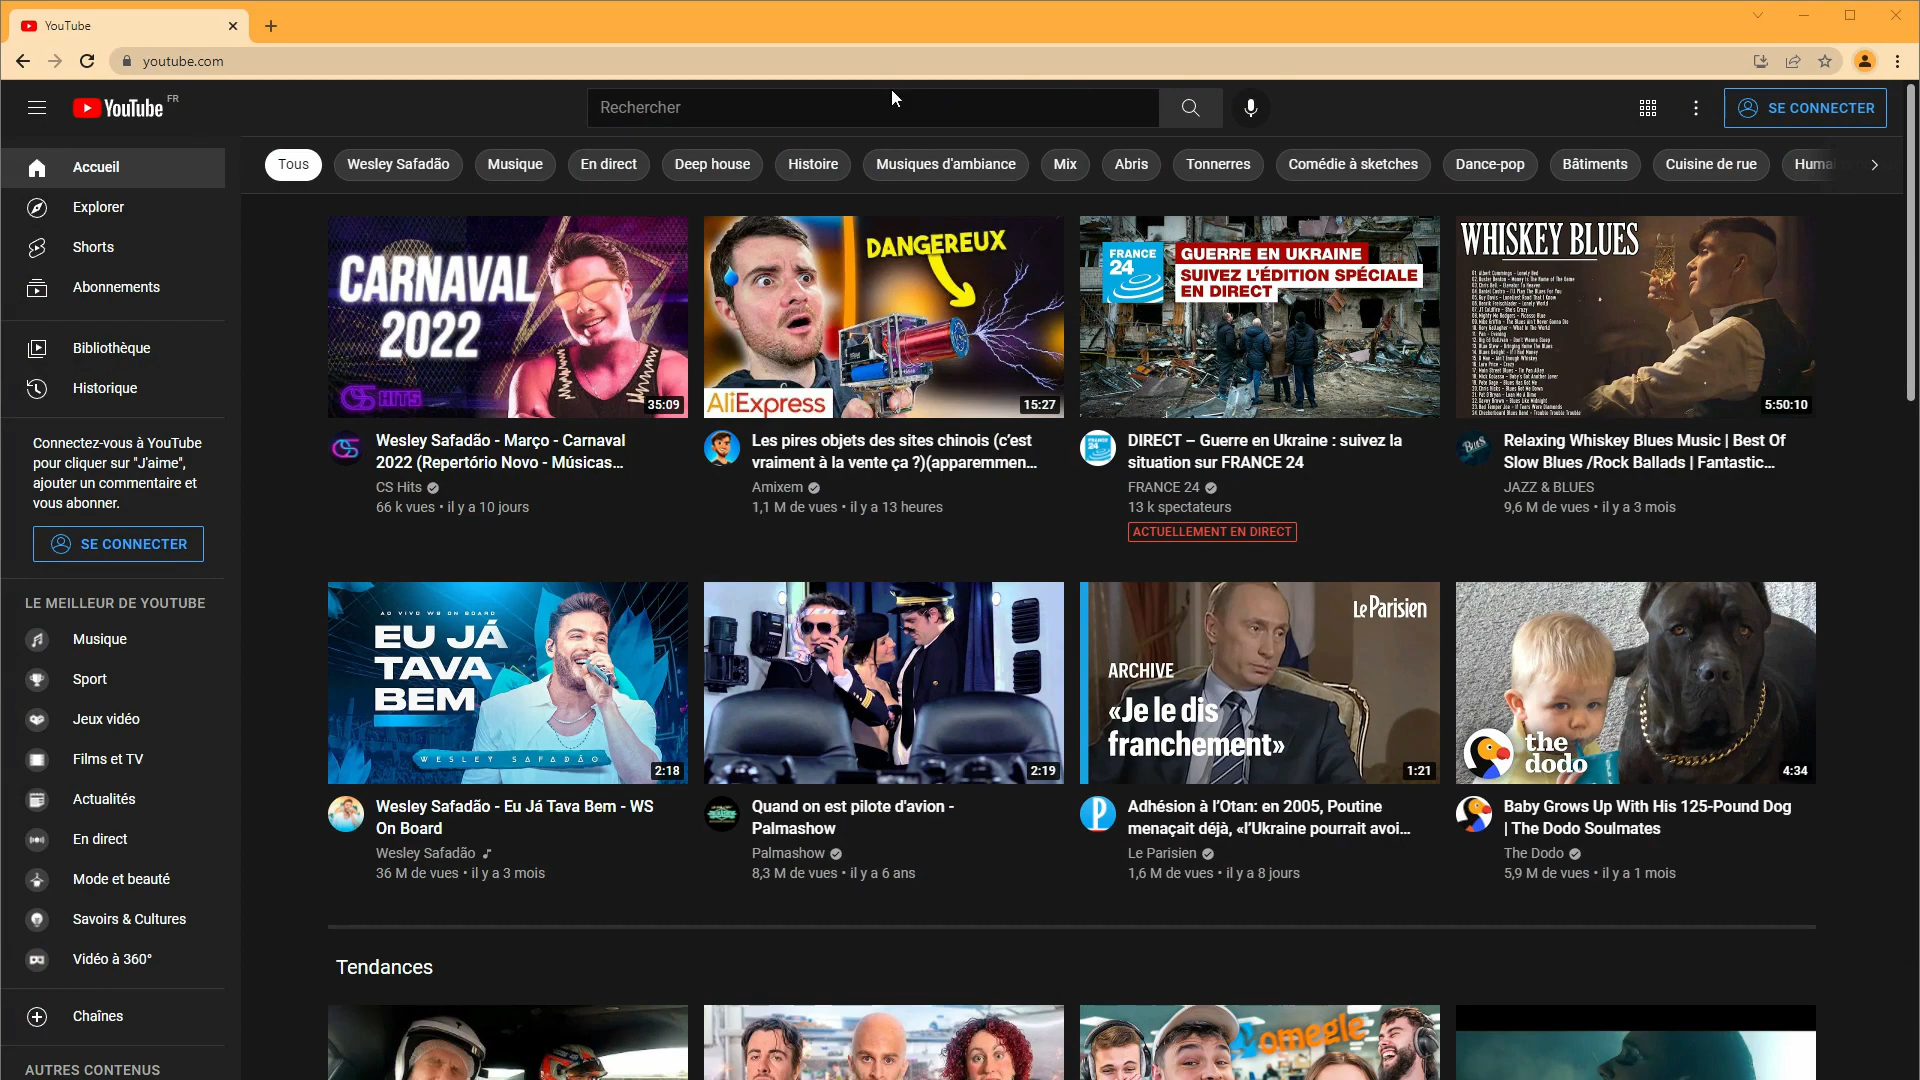 YouTube
youtube.com
YouTube FR
Rechercher
SE CONNECTER
Tous
Wesley Safadão
Musique
En direct
Deep house
Histoire
Musiques d'ambiance
Mix
Abris
Tonnerres
Comédie à sketches
Dance-pop
Bâtiments
Cuisine de rue
Accueil
Explorer
Shorts
Abonnements
Bibliothèque
Historique
Connectez-vous à YouTube
pour cliquer sur "J'aime",
ajouter un commentaire et
vous abonner.
SE CONNECTER
LE MEILLEUR DE YOUTUBE
Musique
Sport
Jeux vidéo
Films et TV
Actualités
En direct
Mode et beauté
Savoirs & Cultures
Vidéo à 360°
Chaînes
AUTRES CONTENUS
CARNAVAL
2022
CS HITS
35:09
Wesley Safadão - Março - Carnaval
2022 (Repertório Novo - Músicas...
CS Hits
66 k vues • il y a 10 jours
DANGEREUX
AliExpress
15:27
Les pires objets des sites chinois (c'est
vraiment à la vente ça ?)(apparemmen...
Amixem
1,1 M de vues • il y a 13 heures
FRANCE
24
GUERRE EN UKRAINE
SUIVEZ L'ÉDITION SPÉCIALE
EN DIRECT
DIRECT – Guerre en Ukraine : suivez la
situation sur FRANCE 24
FRANCE 24
13 k spectateurs
ACTUELLEMENT EN DIRECT
WHISKEY BLUES
5:50:10
Relaxing Whiskey Blues Music | Best Of
Slow Blues /Rock Ballads | Fantastic...
JAZZ & BLUES
9,6 M de vues • il y a 3 mois
AO VIVO WS ON BOARD
EU JÁ
TAVA
BEM
WESLEY SAFADÃO
2:18
Wesley Safadão - Eu Já Tava Bem - WS
On Board
Wesley Safadão
36 M de vues • il y a 3 mois
2:19
Quand on est pilote d'avion -
Palmashow
Palmashow
8,3 M de vues • il y a 6 ans
Le Parisien
ARCHIVE
«Je le dis
franchement»
1:21
Adhésion à l'Otan: en 2005, Poutine
menaçait déjà, «l'Ukraine pourrait avoi...
Le Parisien
1,6 M de vues • il y a 8 jours
the
dodo
4:34
Baby Grows Up With His 125-Pound Dog
| The Dodo Soulmates
The Dodo
5,9 M de vues • il y a 1 mois
Tendances
omegle